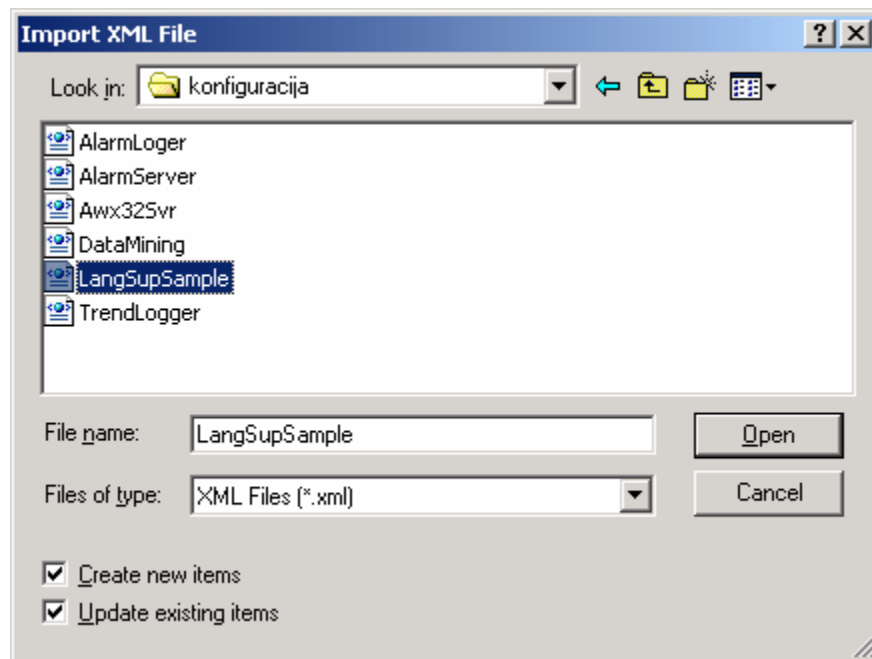 Import XML File
Look in: konfiguracija
AlarmLoger
AlarmServer
Awx32Svr
DataMining
LangSupSample
TrendLogger
File name: LangSupSample Open
Files of type: XML Files (*.xml) Cancel
Create new items
Update existing items